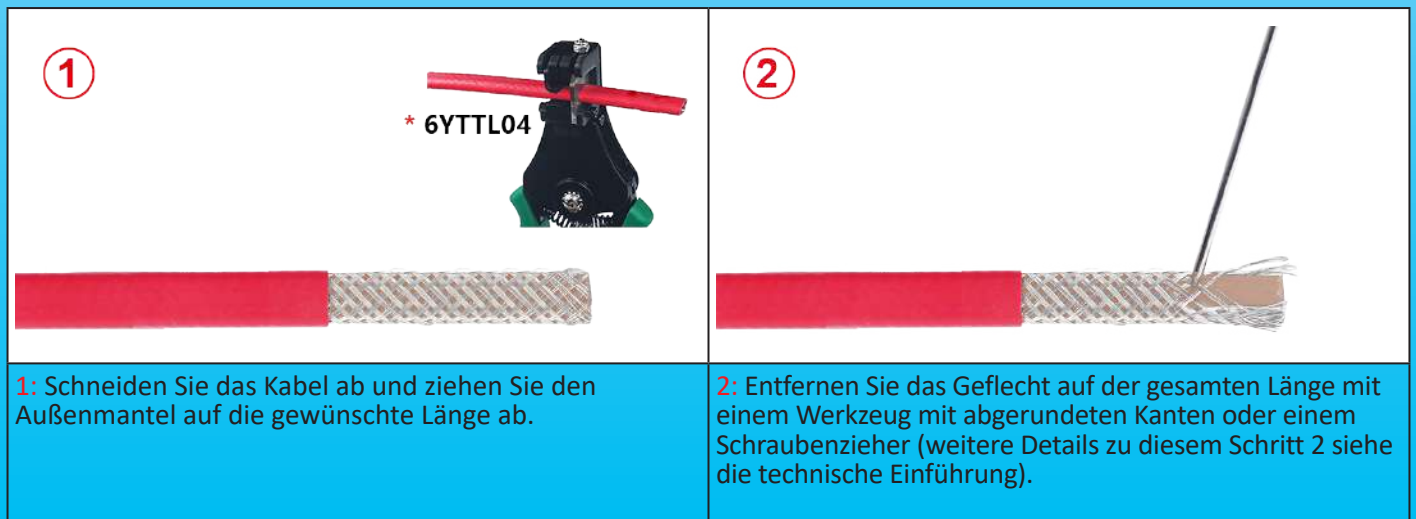 1
* 6YTTL04
2
1: Schneiden Sie das Kabel ab und ziehen Sie den
Außenmantel auf die gewünschte Länge ab.
2: Entfernen Sie das Geflecht auf der gesamten Länge mit
einem Werkzeug mit abgerundeten Kanten oder einem
Schraubenzieher (weitere Details zu diesem Schritt 2 siehe
die technische Einführung).